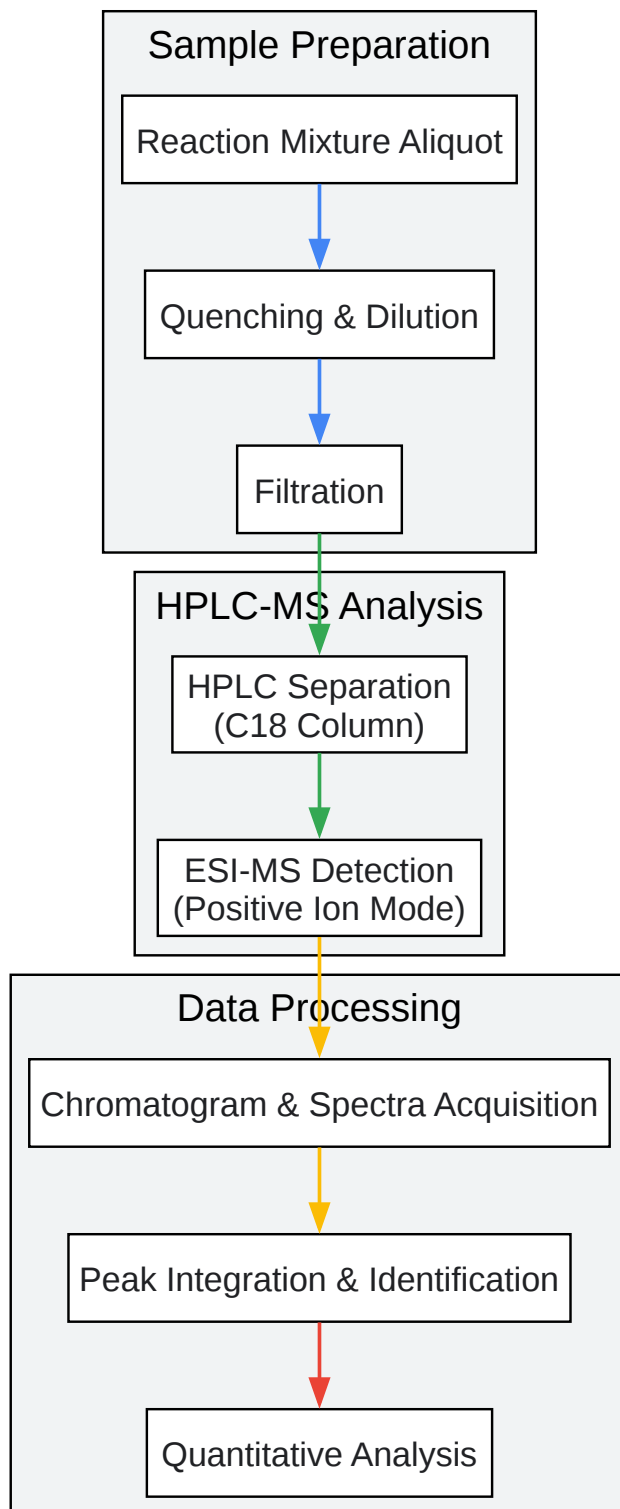 Sample Preparation
Reaction Mixture Aliquot
Quenching & Dilution
Filtration
HPLC-MS Analysis
HPLC Separation
(C18 Column)
ESI-MS Detection
(Positive Ion Mode)
Data Processing
Chromatogram & Spectra Acquisition
Peak Integration & Identification
Quantitative Analysis